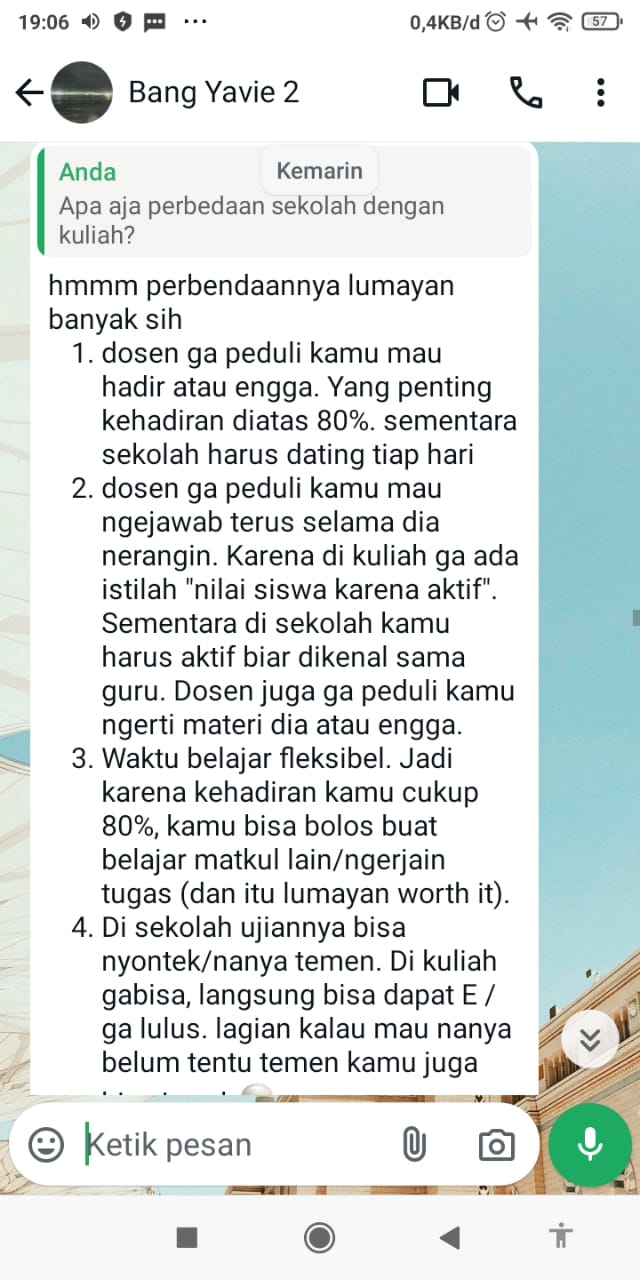 19:06
0,4KB/d
57
Bang Yavie 2
Anda
Kemarin
Apa aja perbedaan sekolah dengan
kuliah?
hmmm perbendaannya lumayan
banyak sih
1. dosen ga peduli kamu mau
hadir atau engga. Yang penting
kehadiran diatas 80%. sementara
sekolah harus dating tiap hari
2. dosen ga peduli kamu mau
ngejawab terus selama dia
nerangin. Karena di kuliah ga ada
istilah "nilai siswa karena aktif".
Sementara di sekolah kamu
harus aktif biar dikenal sama
guru. Dosen juga ga peduli kamu
ngerti materi dia atau engga.
3. Waktu belajar fleksibel. Jadi
karena kehadiran kamu cukup
80%, kamu bisa bolos buat
belajar matkul lain/ngerjain
tugas (dan itu lumayan worth it).
4. Di sekolah ujiannya bisa
nyontek/nanya temen. Di kuliah
gabisa, langsung bisa dapat E /
ga lulus. lagian kalau mau nanya
belum tentu temen kamu juga
Ketik pesan